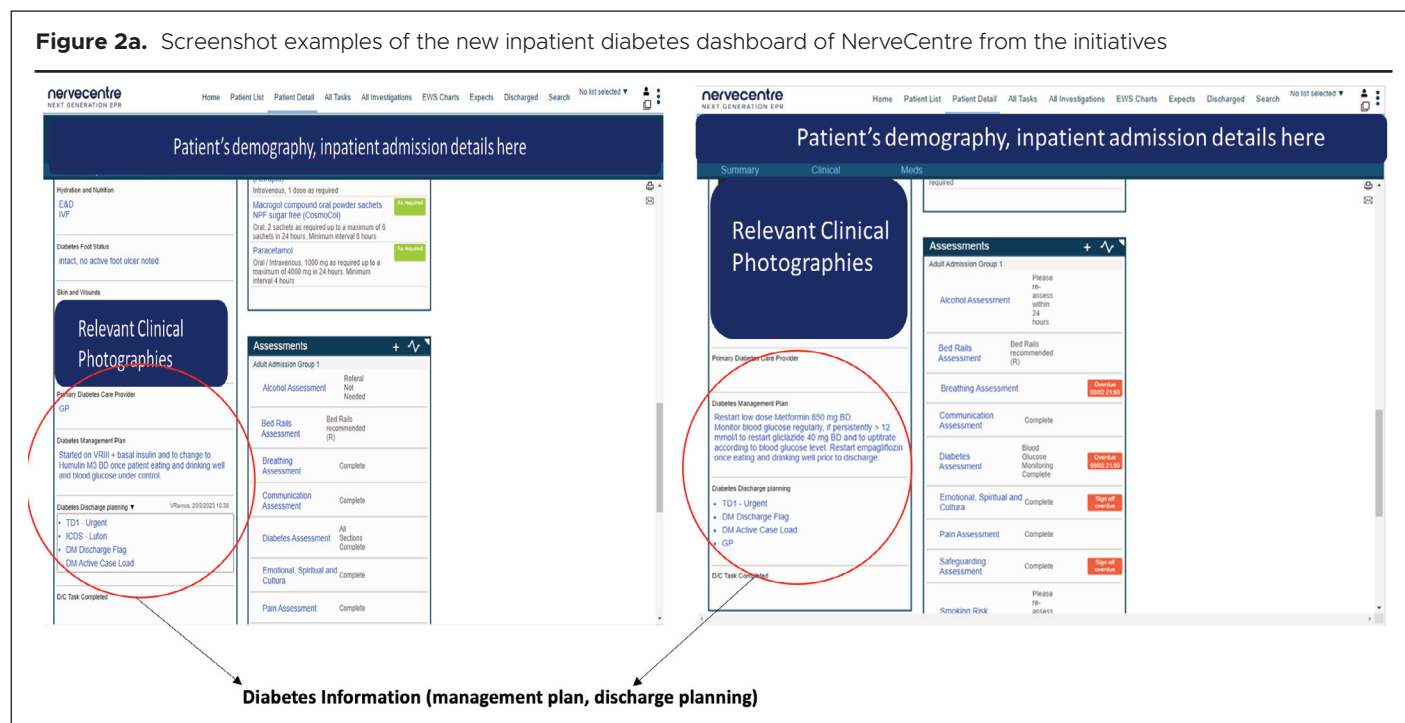 Figure 2a. Screenshot examples of the new inpatient diabetes dashboard of NerveCentre from the initiatives
nervecentre
NEXT GENERATION EPR
Home Patient List Patient Detail All Tasks All Investigations EWS Charts Expects Discharged Search No list selected ▼
Patient's demography, inpatient admission details here
Hydration and Nutrition
E&D
IVF
Diabetes Foot Status
intact, no active foot ulcer noted
Skin and Wounds
Relevant Clinical
Photographies
Primary Diabetes Care Provider
GP
Diabetes Management Plan
Started on VRIII + basal insulin and to change to
Humulin M3 BD once patient eating and drinking well
and blood glucose under control.
Diabetes Discharge planning ▼ VRamos, 20/2/2023 10:38
• TD1 - Urgent
• ICDS - Luton
• DM Discharge Flag
• DM Active Case Load
D/C Task Completed
Intravenous, 1 dose as required
Macrogol compound oral powder sachets
NPF sugar free (CosmoCol)
As required
Oral, 2 sachets as required up to a maximum of 6
sachets in 24 hours. Minimum interval 8 hours
Paracetamol
As required
Oral / Intravenous, 1000 mg as required up to a
maximum of 4000 mg in 24 hours. Minimum
interval 4 hours
Assessments +
Adult Admission Group 1
Alcohol Assessment
Referal
Not
Needed
Bed Rails
Assessment
Bed Rails
recommended
(R)
Breathing
Assessment
Complete
Communication
Assessment
Complete
Diabetes Assessment
All
Sections
Complete
Emotional, Spiritual and
Cultura
Complete
Pain Assessment Complete
nervecentre
NEXT GENERATION EPR
Home Patient List Patient Detail All Tasks All Investigations EWS Charts Expects Discharged Search No list selected ▼
Patient's demography, inpatient admission details here
Summary Clinical Meds
Relevant Clinical
Photographies
Primary Diabetes Care Provider
Diabetes Management Plan
Restart low dose Metformin 850 mg BD.
Monitor blood glucose regularly, if persistently > 12
mmol/l to restart gliclazide 40 mg BD and to uptitrate
according to blood glucose level. Restart empagliflozin
once eating and drinking well prior to discharge.
Diabetes Discharge planning
• TD1 - Urgent
• DM Discharge Flag
• DM Active Case Load
• GP
D/C Task Completed
required
Assessments +
Adult Admission Group 1
Alcohol Assessment
Please
re-
assess
within
24
hours
Bed Rails
Assessment
Bed Rails
recommended
(R)
Breathing Assessment
Overdue
08/02 21:50
Communication
Assessment
Complete
Diabetes
Assessment
Blood
Glucose
Monitoring
Complete
Overdue
08/02 21:50
Emotional, Spiritual and
Cultura
Complete
Sign off
overdue
Pain Assessment Complete
Safeguarding
Assessment
Complete
Sign off
overdue
Smoking Risk
Please
re-
assess
Diabetes Information (management plan, discharge planning)